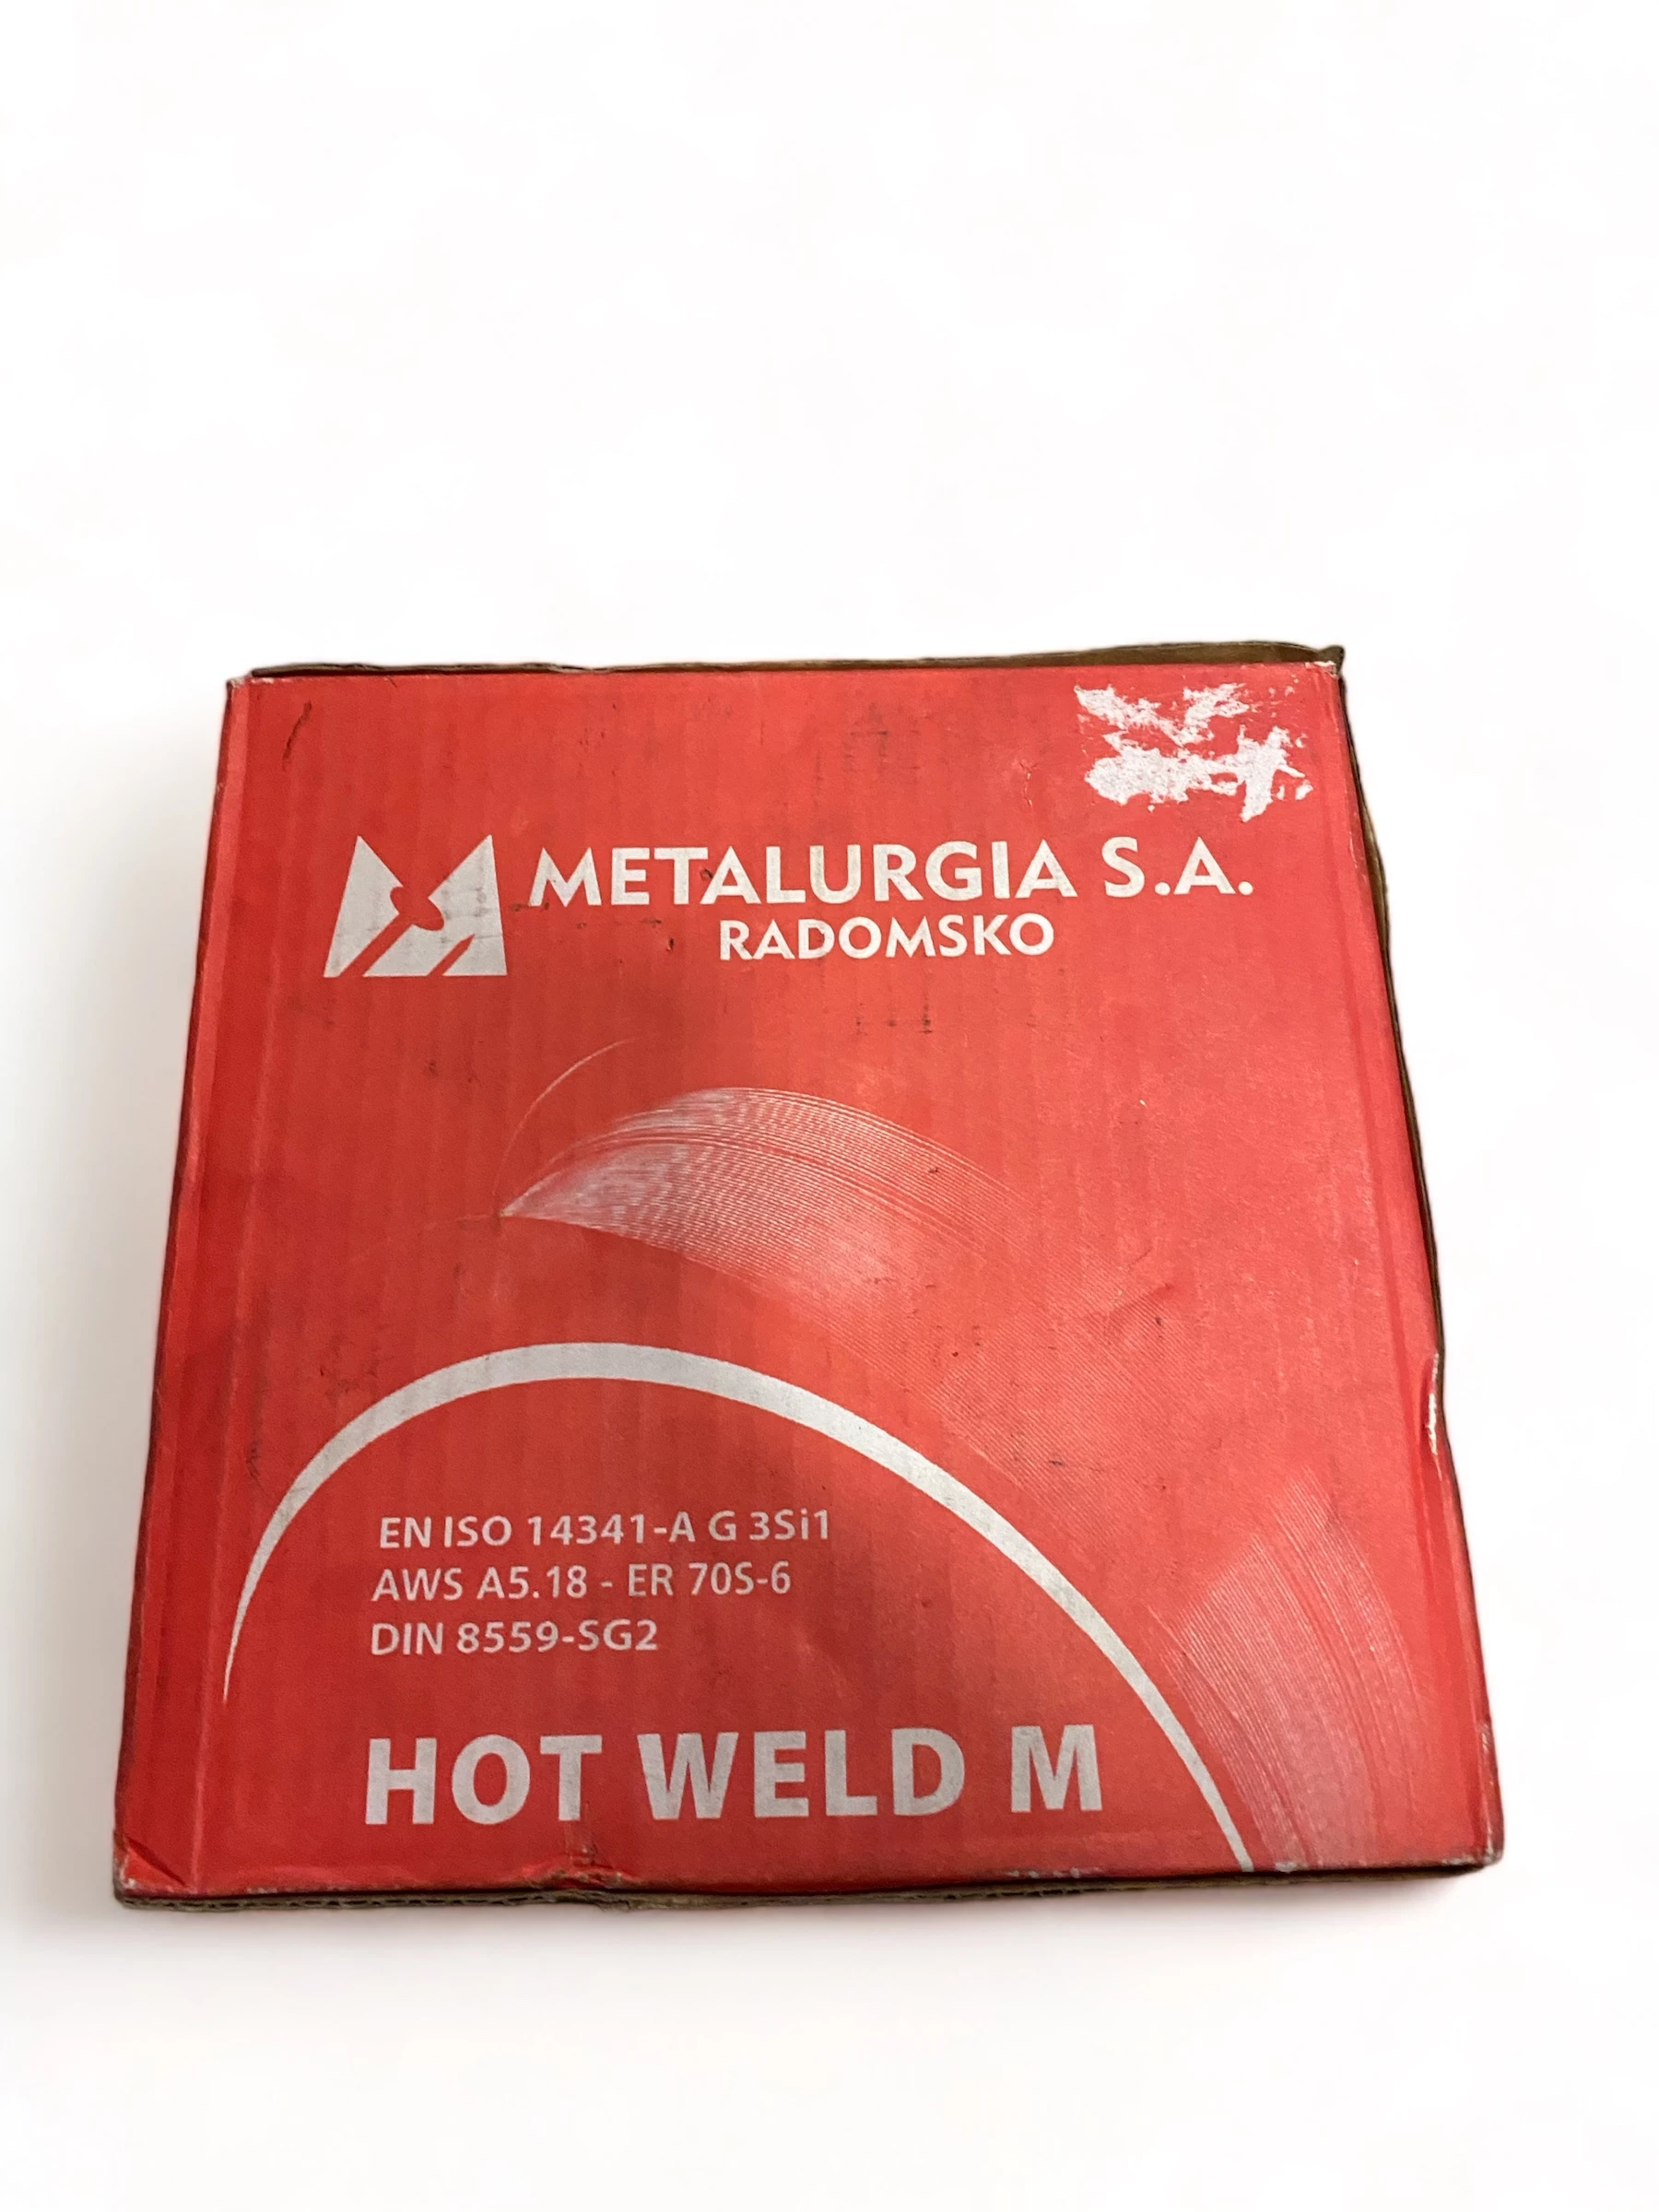 METALURGIA S.A.
RADOMSKO
EN ISO 14341-A G 3Si1
AWS A5.18 - ER 70S-6
DIN 8559-SG2
HOT WELD M